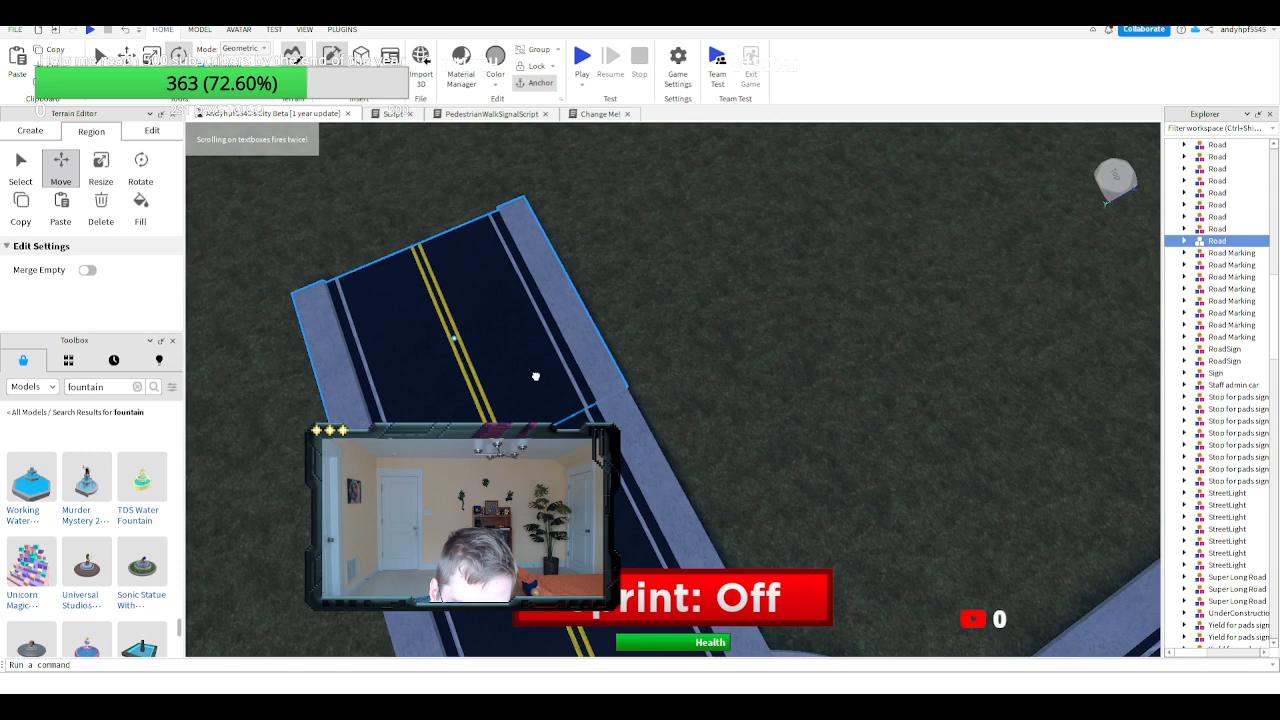 FILE HOME MODEL AVATAR TEST VIEW PLUGINS Collaborate andyhpf5545
Copy Mode: Geometric Group
Lock
Paste Import 3D Material Manager Color Anchor Play Resume Stop Game Settings Team Test Exit Game
363 (72.60%)
File Edit Test Settings Team Test
Terrain Editor City Beta [1 year update] Script PedestrianWalkSignalScript Change Me! Explorer
Filter workspace (Ctrl+Shi...
Create Region Edit
Scrolling on textboxes fires twice!
Select Move Resize Rotate
Copy Paste Delete Fill
Edit Settings
Merge Empty
Toolbox
Models fountain
< All Models / Search Results for fountain
Working Water...
Murder Mystery 2...
TDS Water Fountain
Unicorn Magic...
Universal Studios...
Sonic Statue With...
Road
Road
Road
Road
Road
Road
Road
Road
Road
Road Marking
Road Marking
Road Marking
Road Marking
Road Marking
Road Marking
Road Marking
Road Marking
RoadSign
RoadSign
Sign
Staff admin car
Stop for pads sign
Stop for pads sign
Stop for pads sign
Stop for pads sign
Stop for pads sign
Stop for pads sign
Stop for pads sign
Stop for pads sign
StreetLight
StreetLight
StreetLight
StreetLight
StreetLight
StreetLight
StreetLight
Super Long Road
Super Long Road
Super Long Road
UnderConstructio
Yield for pads sign
Yield for pads sign
print: Off
Health
0
Run a command